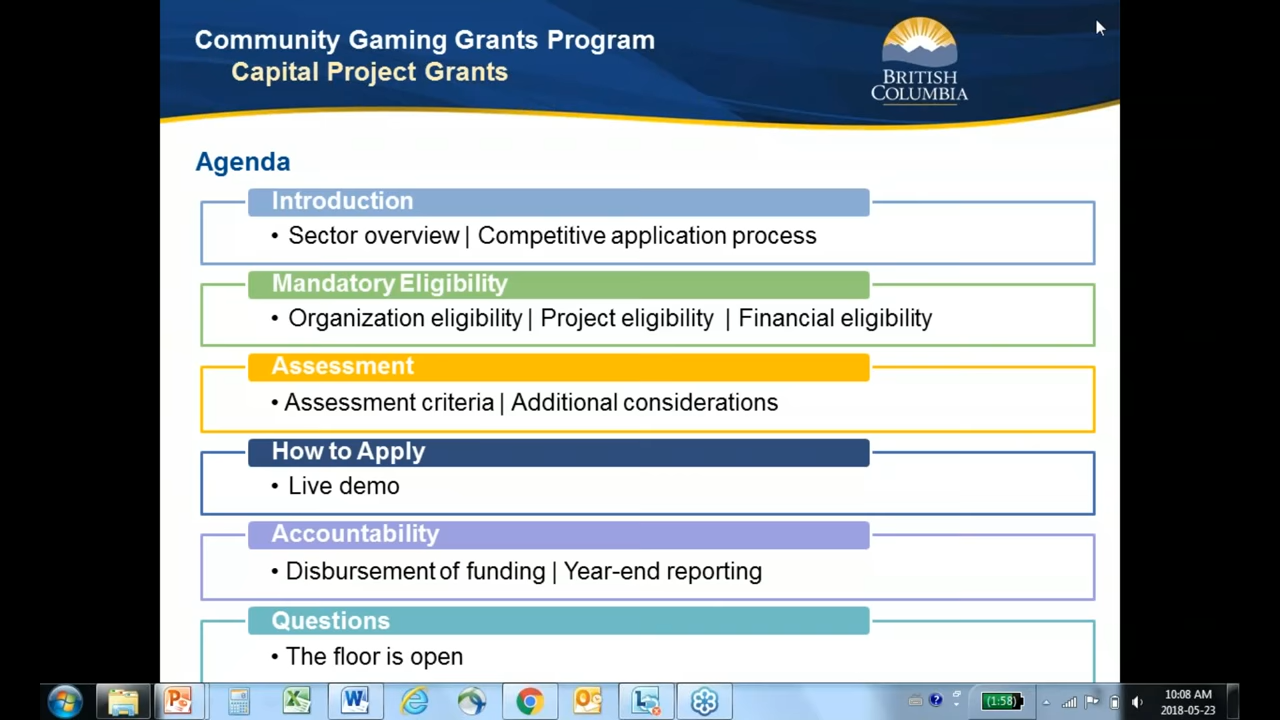 Community Gaming Grants Program
Capital Project Grants
BRITISH
COLUMBIA
Agenda
Introduction
• Sector overview | Competitive application process
Mandatory Eligibility
• Organization eligibility | Project eligibility | Financial eligibility
Assessment
• Assessment criteria | Additional considerations
How to Apply
• Live demo
Accountability
• Disbursement of funding | Year-end reporting
Questions
• The floor is open
(1:58)
10:08 AM
2018-05-23